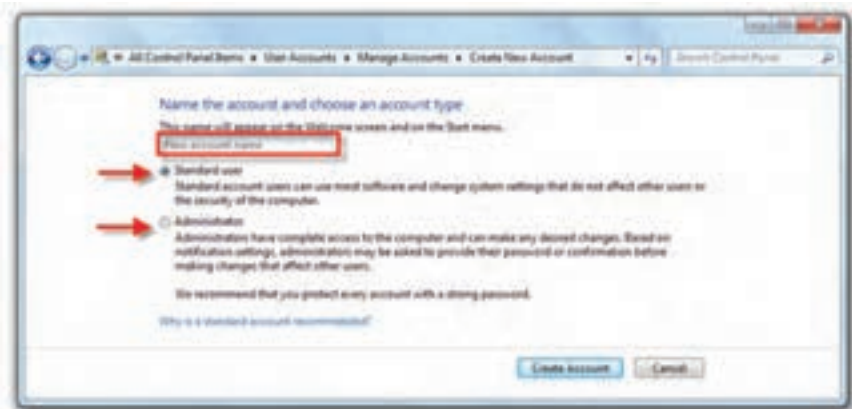 All Control Panel Items User Accounts Manage Accounts Create New Account Search Control Panel
Name the account and choose an account type
This name will appear on the Welcome screen and on the Start menu.
New account name
Standard user
Standard account users can use most software and change system settings that do not affect other users or
the security of the computer.
Administrator
Administrators have complete access to the computer and can make any desired changes. Based on
notification settings, administrators may be asked to provide their password or confirmation before
making changes that affect other users.
We recommend that you protect every account with a strong password.
Why is a standard account recommended?
Create Account Cancel